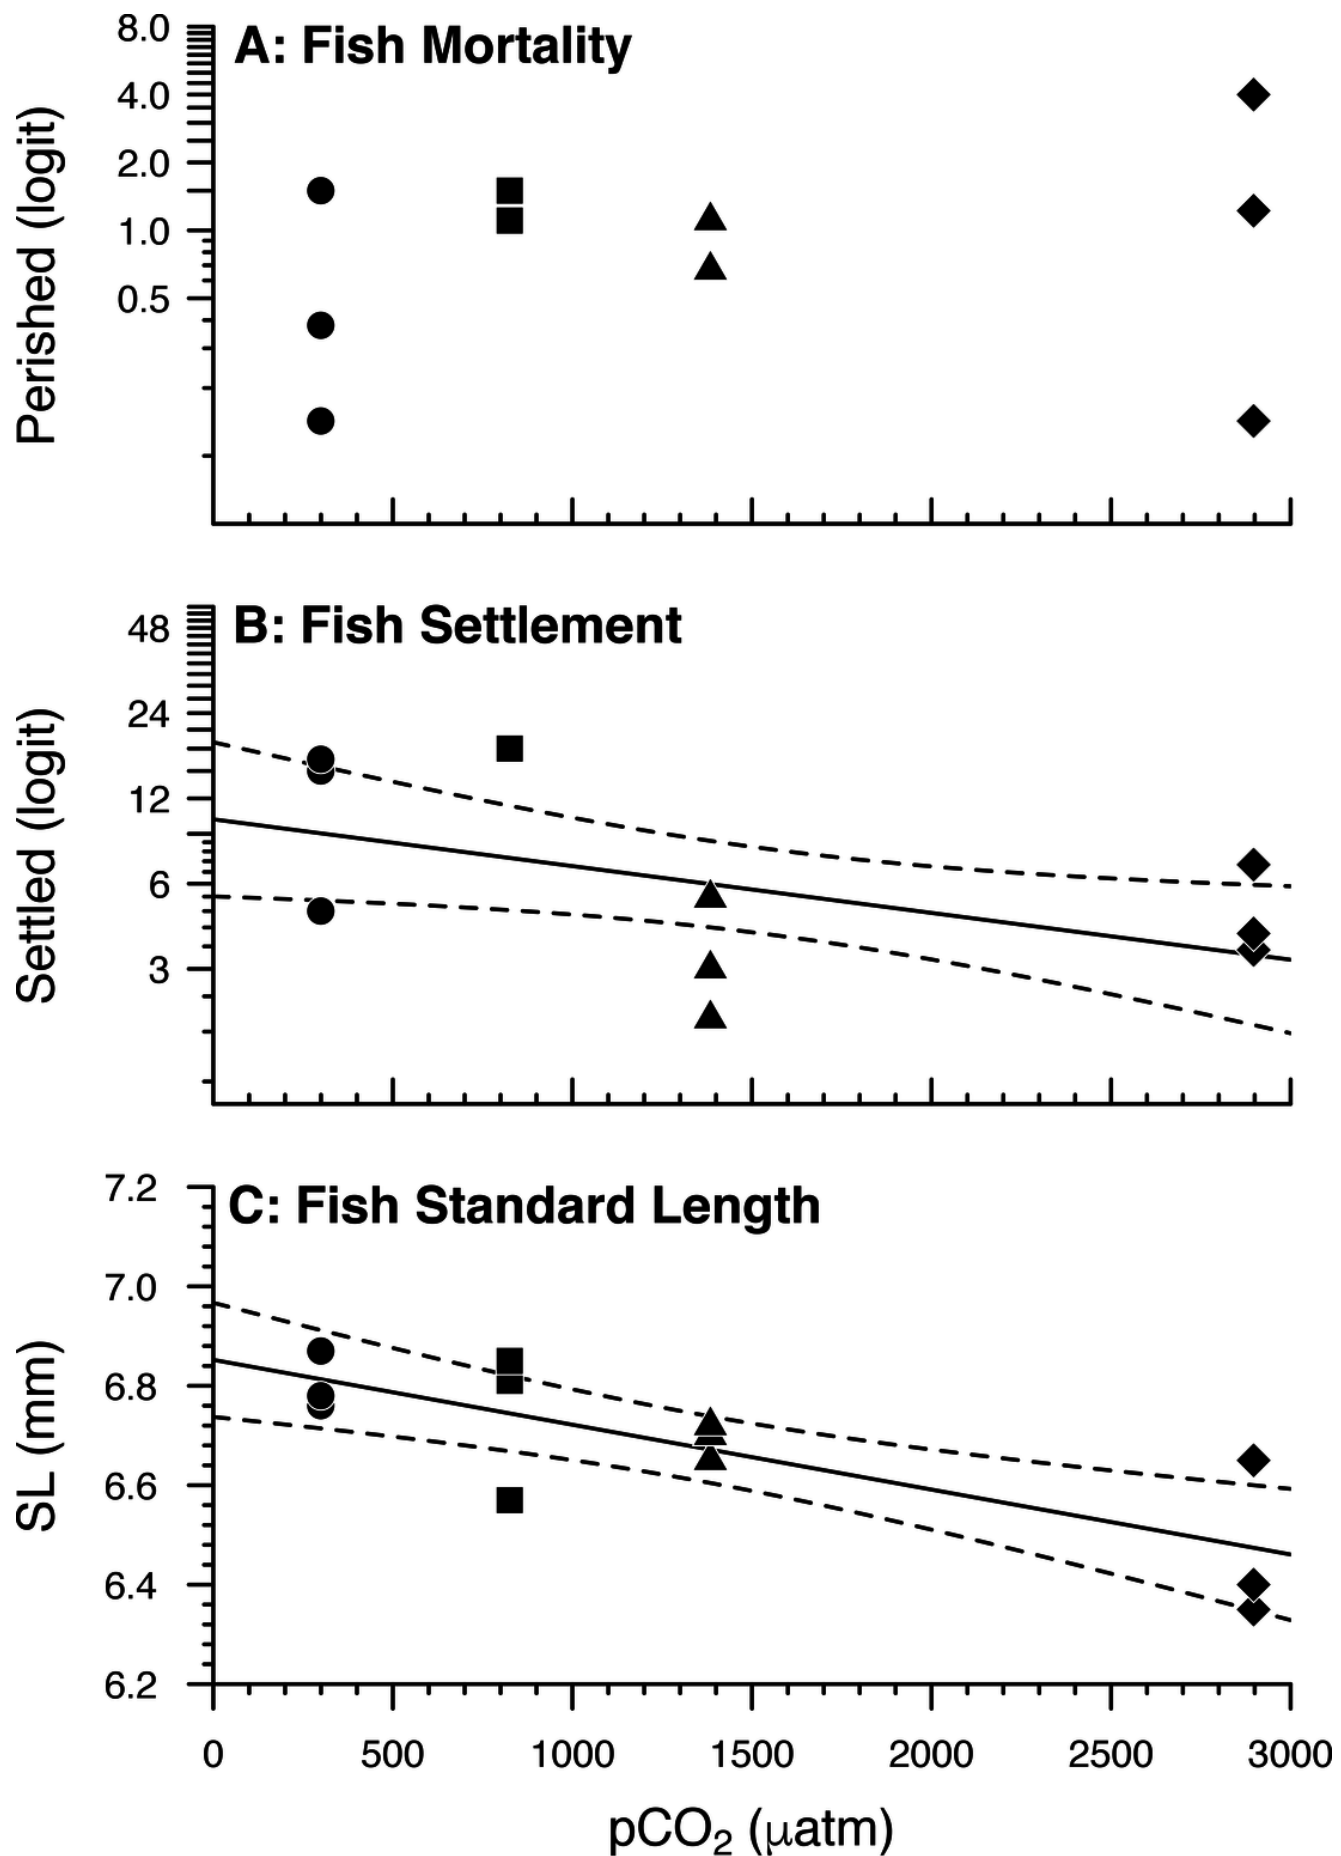 A: Fish Mortality
8.0
4.0
2.0
1.0
0.5
Perished (logit)
B: Fish Settlement
48
24
12
6
3
Settled (logit)
C: Fish Standard Length
7.2
7.0
6.8
6.6
6.4
6.2
SL (mm)
0 500 1000 1500 2000 2500 3000
pCO₂ (μatm)